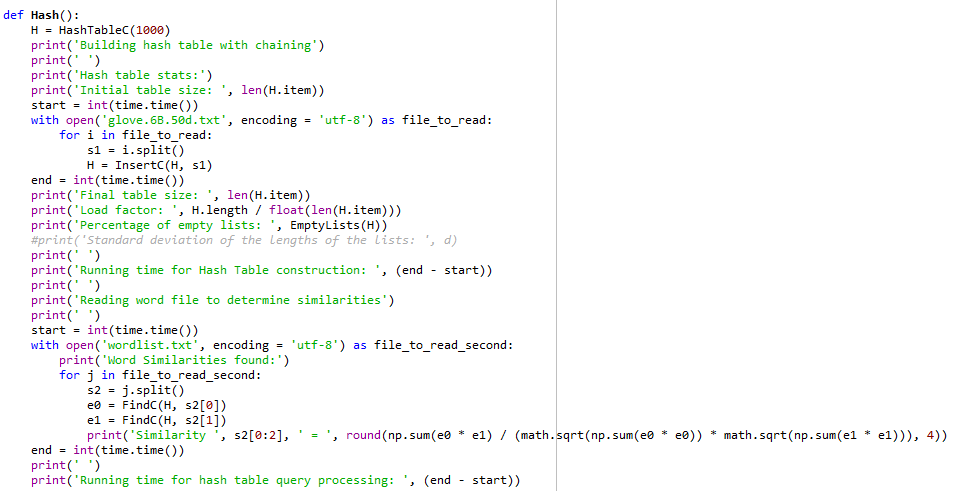 def Hash():
    H = HashTableC(1000)
    print('Building hash table with chaining')
    print(' ')
    print('Hash table stats:')
    print('Initial table size: ', len(H.item))
    start = int(time.time())
    with open('glove.6B.50d.txt', encoding = 'utf-8') as file_to_read:
        for i in file_to_read:
            s1 = i.split()
            H = InsertC(H, s1)
    end = int(time.time())
    print('Final table size: ', len(H.item))
    print('Load factor: ', H.length / float(len(H.item)))
    print('Percentage of empty lists: ', EmptyLists(H))
    #print('Standard deviation of the lengths of the lists: ', d)
    print(' ')
    print('Running time for Hash Table construction: ', (end - start))
    print(' ')
    print('Reading word file to determine similarities')
    print(' ')
    start = int(time.time())
    with open('wordlist.txt', encoding = 'utf-8') as file_to_read_second:
        print('Word Similarities found:')
        for j in file_to_read_second:
            s2 = j.split()
            e0 = FindC(H, s2[0])
            e1 = FindC(H, s2[1])
            print('Similarity ', s2[0:2], ' = ', round(np.sum(e0 * e1) / (math.sqrt(np.sum(e0 * e0)) * math.sqrt(np.sum(e1 * e1))), 4))
    end = int(time.time())
    print(' ')
    print('Running time for hash table query processing: ', (end - start))